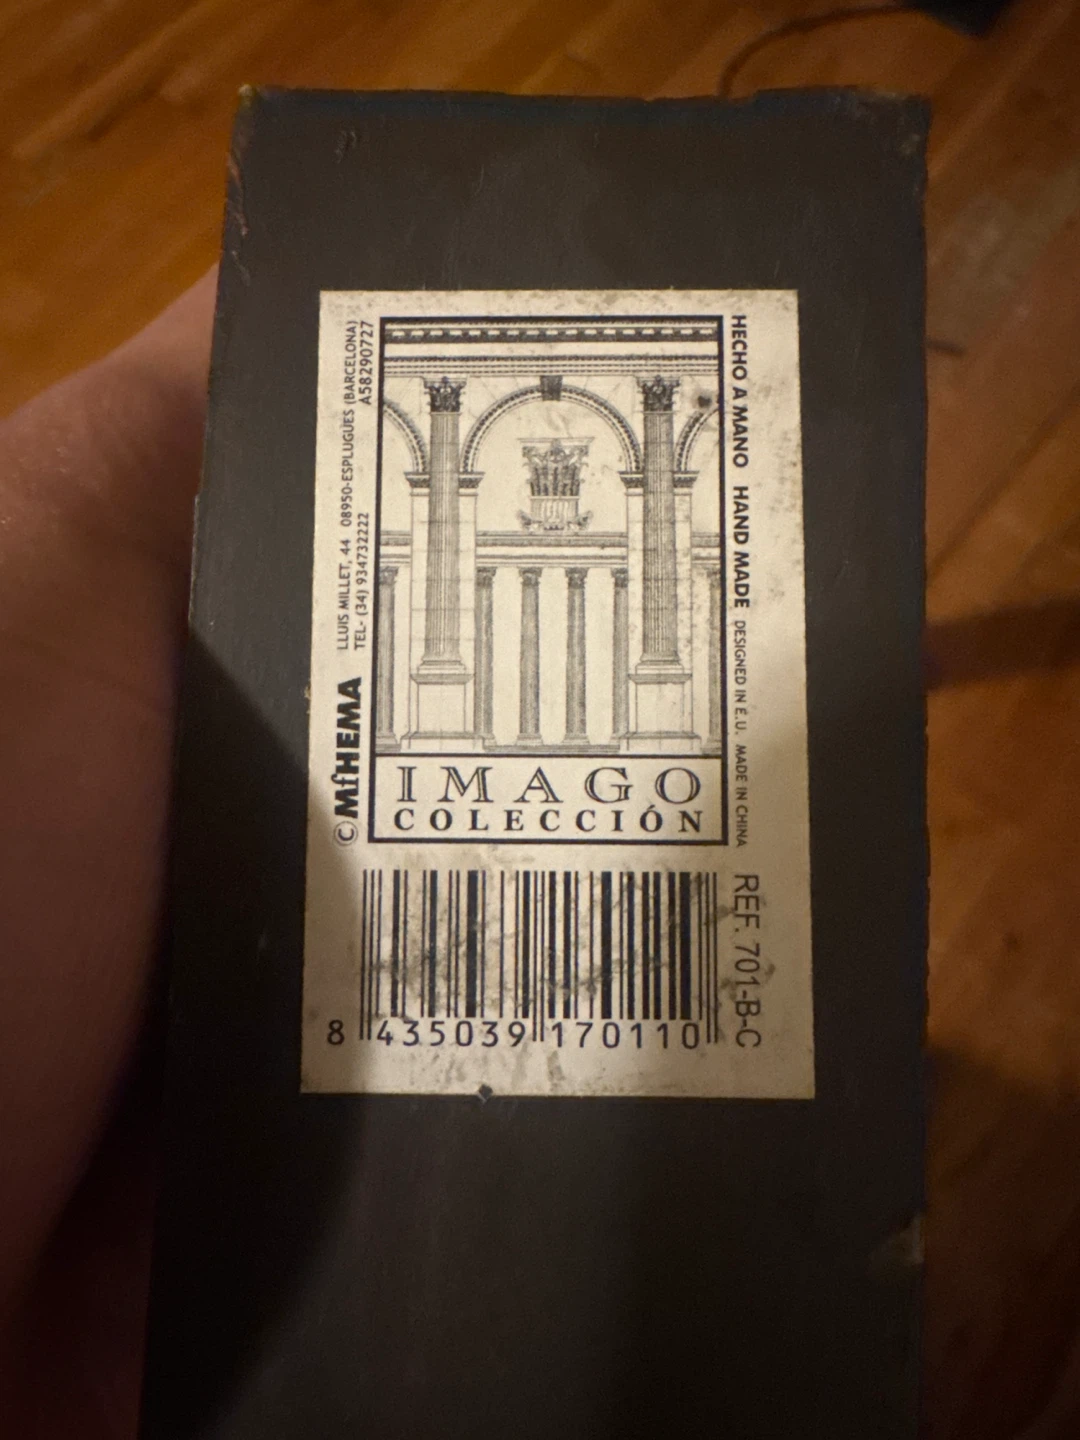 ©MfHEMA
LLUIS MILLET, 44 08950-ESPLUGUES (BARCELONA)
TEL- (34) 934732222 A58290727
IMAGO
COLECCIÓN
HECHO A MANO HAND MADE DESIGNED IN E.U. MADE IN CHINA
REF. 701-B-C
8 435039 170110